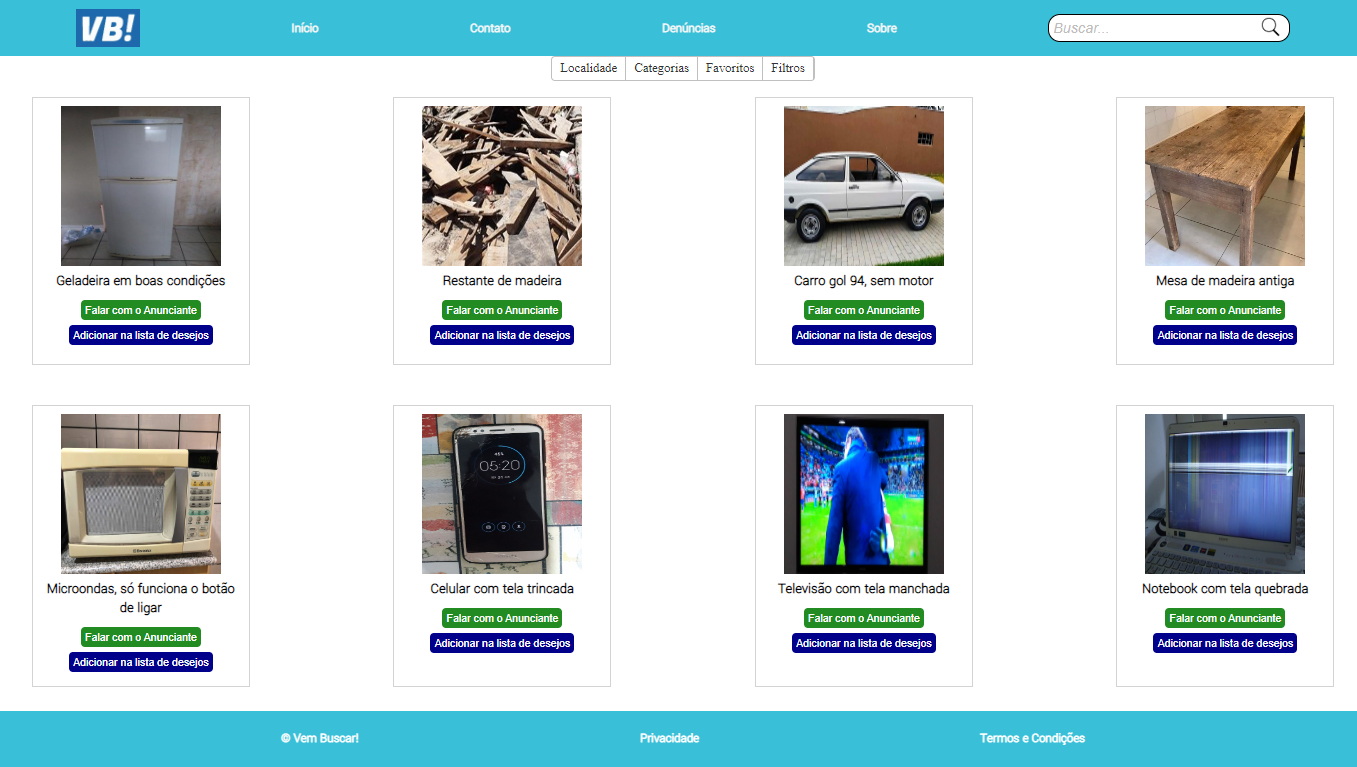 VB!
Início
Contato
Denúncias
Sobre
Buscar...
Localidade
Categorias
Favoritos
Filtros
Geladeira em boas condições
Falar com o Anunciante
Adicionar na lista de desejos
Restante de madeira
Falar com o Anunciante
Adicionar na lista de desejos
Carro gol 94, sem motor
Falar com o Anunciante
Adicionar na lista de desejos
Mesa de madeira antiga
Falar com o Anunciante
Adicionar na lista de desejos
Microondas, só funciona o botão
de ligar
Falar com o Anunciante
Adicionar na lista de desejos
46%
05:20
Celular com tela trincada
Falar com o Anunciante
Adicionar na lista de desejos
Televisão com tela manchada
Falar com o Anunciante
Adicionar na lista de desejos
Notebook com tela quebrada
Falar com o Anunciante
Adicionar na lista de desejos
© Vem Buscar!
Privacidade
Termos e Condições